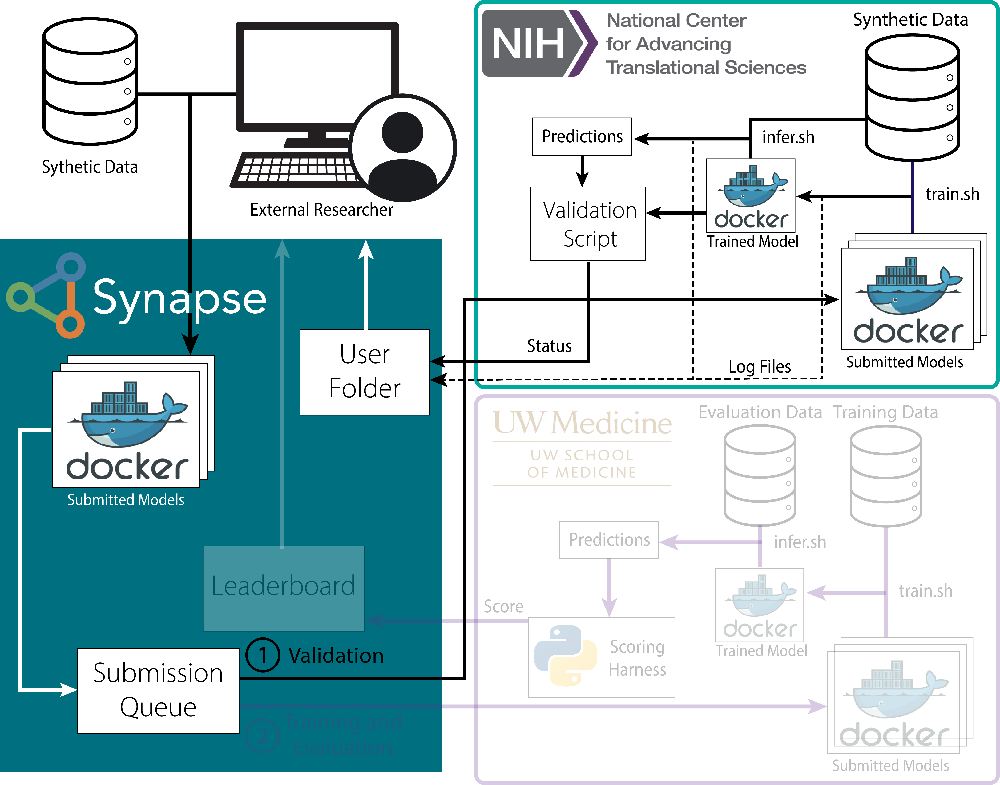 Sythetic Data
External Researcher
NIH
National Center
for Advancing
Translational Sciences
Synthetic Data
Predictions
infer.sh
train.sh
Validation
Script
docker
Trained Model
docker
Submitted Models
Status
Log Files
Synapse
User
Folder
docker
Submitted Models
Leaderboard
Submission
Queue
1 Validation
2 Training and
Evaluation
UW Medicine
UW SCHOOL
OF MEDICINE
Evaluation Data
Training Data
Predictions
infer.sh
train.sh
docker
Trained Model
Score
Scoring
Harness
docker
Submitted Models